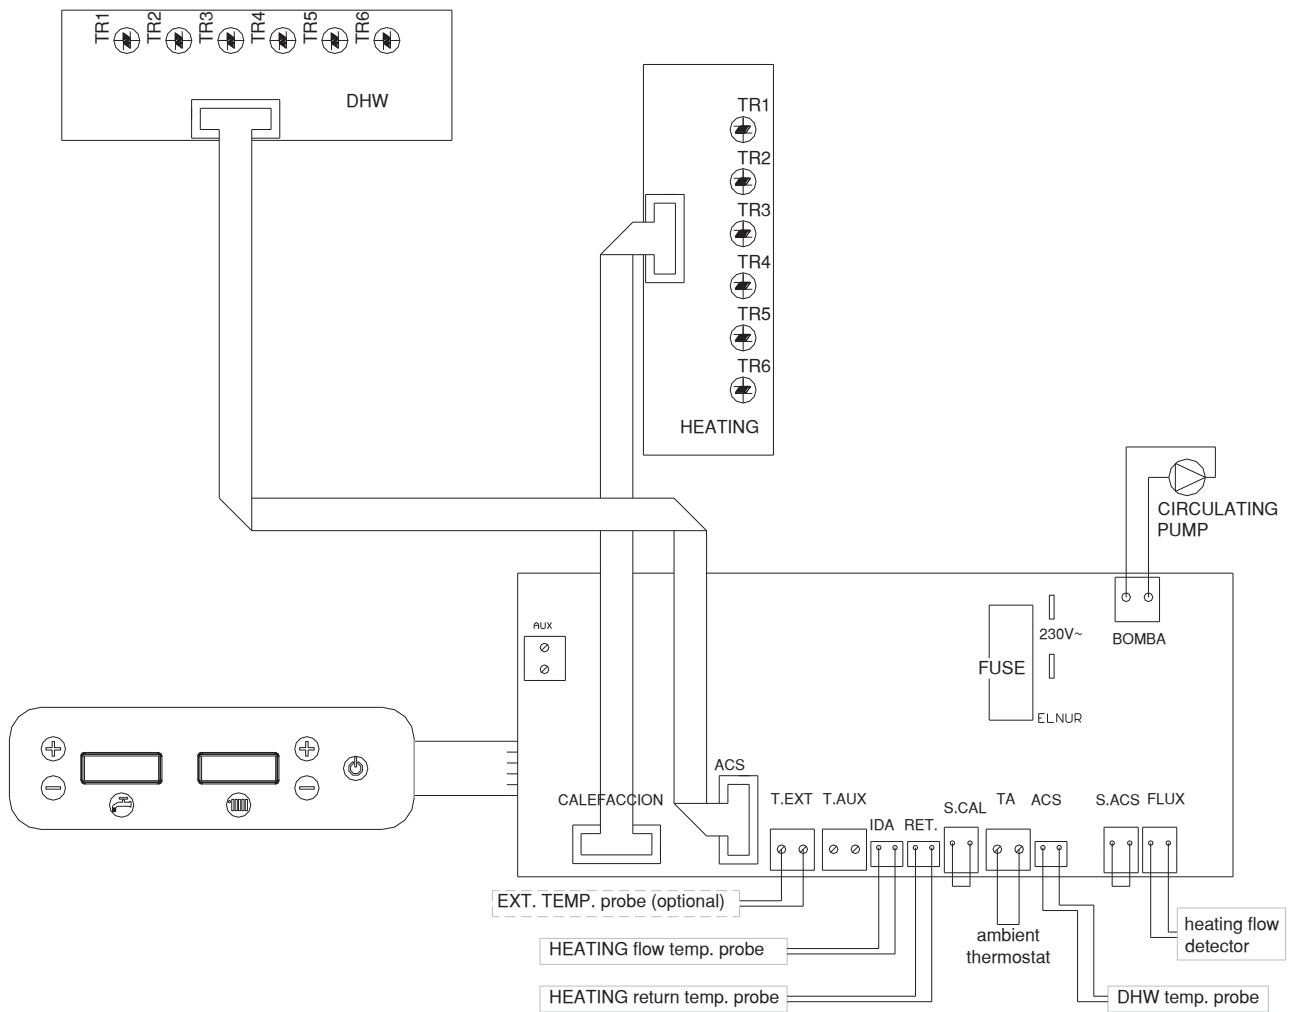 TR1
TR2
TR3
TR4
TR5
TR6
DHW
TR1
TR2
TR3
TR4
TR5
TR6
HEATING
CIRCULATING
PUMP
AUX
230V~
BOMBA
FUSE
ELNUR
ACS
CALEFACCION
T.EXT
T.AUX
IDA
RET.
S.CAL
TA
ACS
S.ACS
FLUX
EXT. TEMP. probe (optional)
HEATING flow temp. probe
HEATING return temp. probe
ambient
thermostat
heating flow
detector
DHW temp. probe